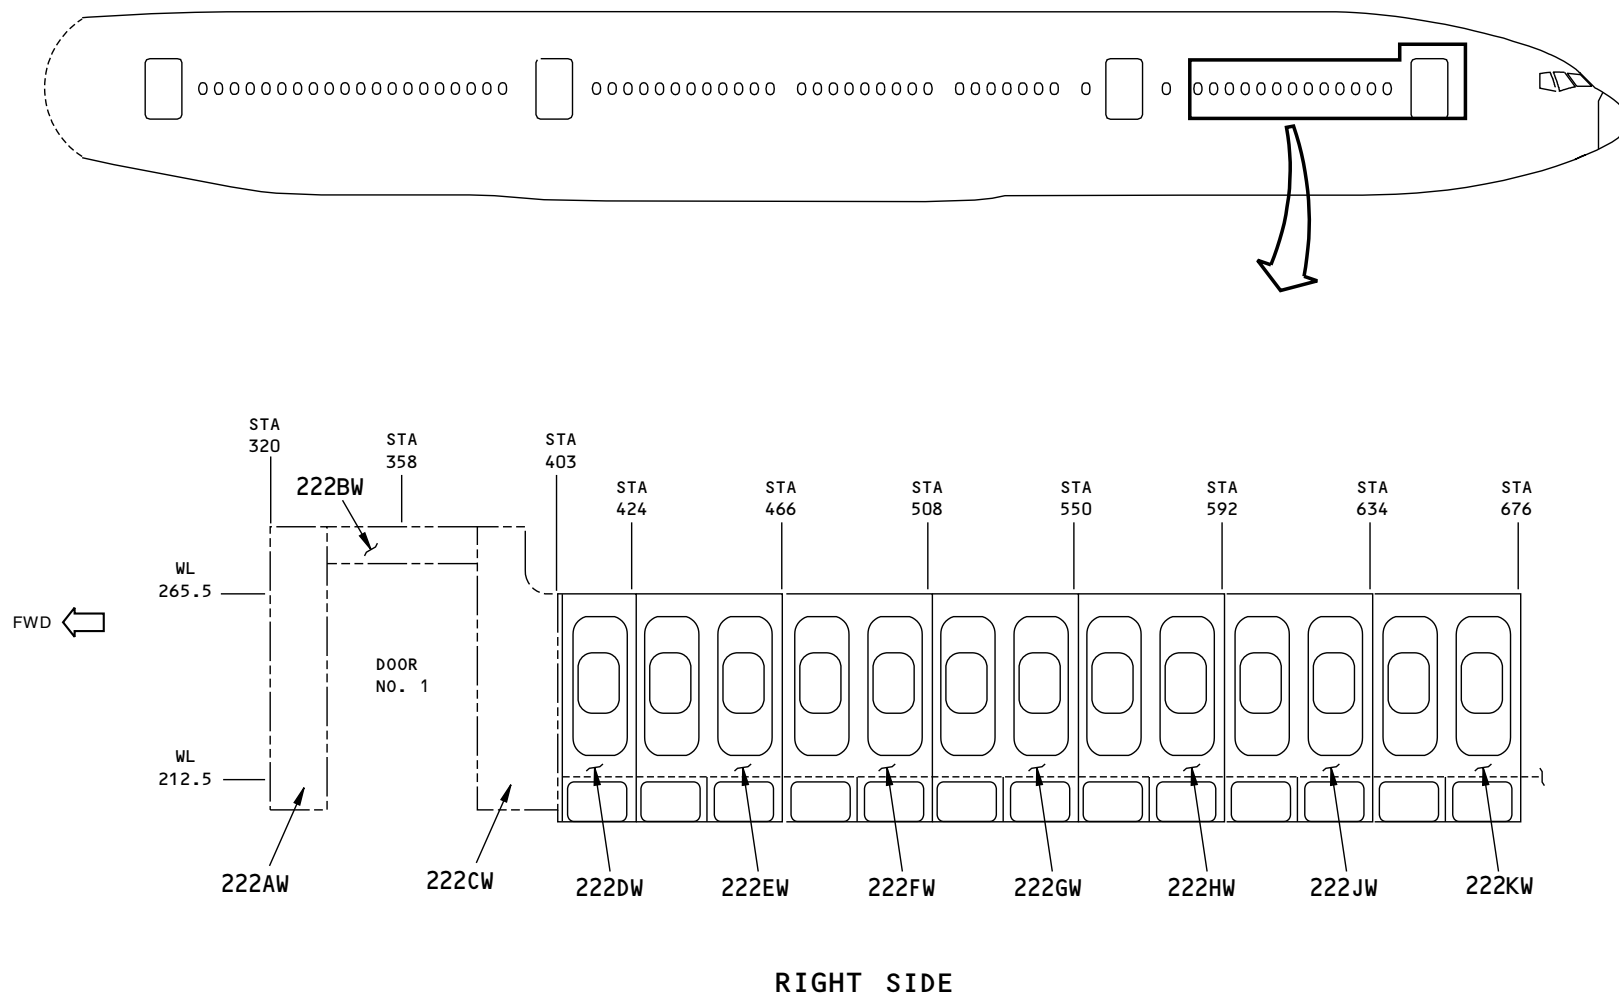 STA
320
STA
358
STA
403
222BW
STA
424
STA
466
STA
508
STA
550
STA
592
STA
634
STA
676
WL
265.5
FWD
DOOR
NO. 1
WL
212.5
222AW
222CW
222DW
222EW
222FW
222GW
222HW
222JW
222KW
RIGHT SIDE